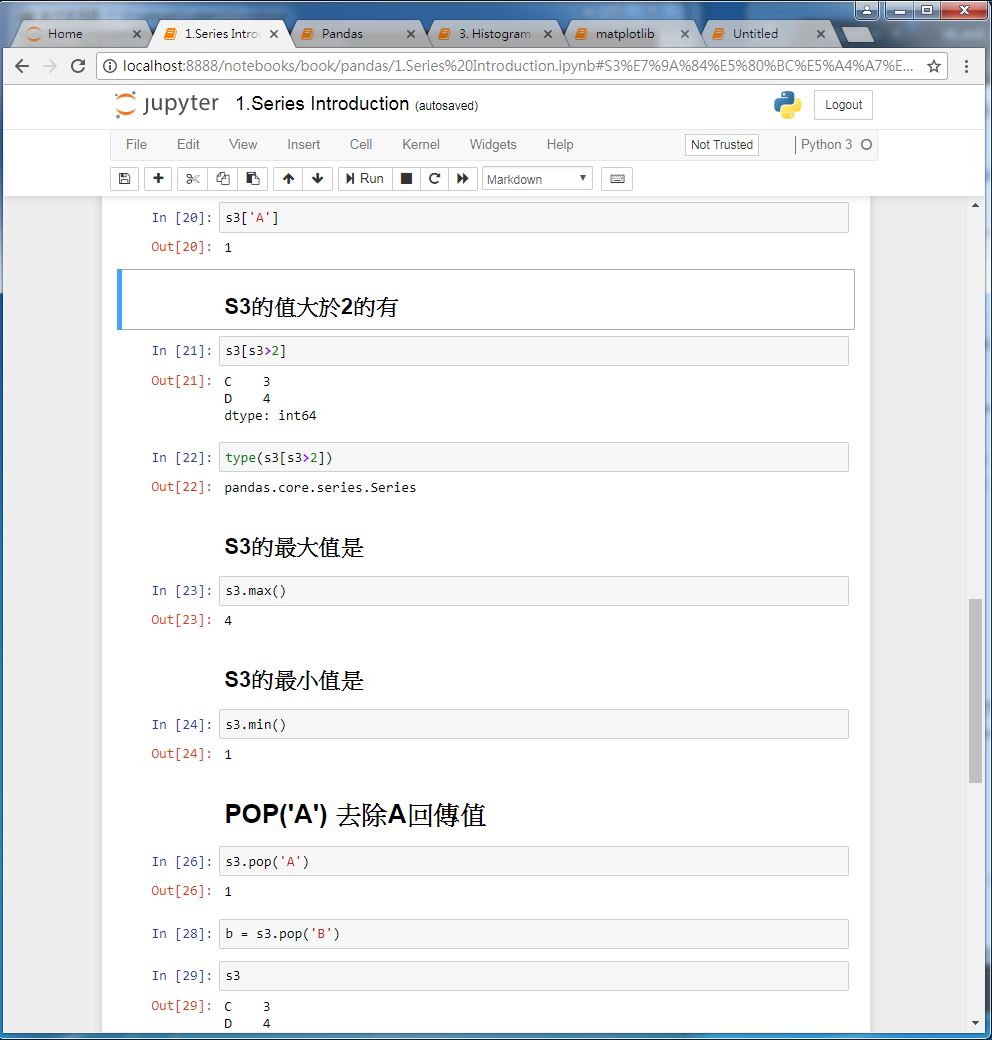 Home
1.Series Intro
Pandas
3. Histogram
matplotlib
Untitled
localhost:8888/notebooks/book/pandas/1.Series%20Introduction.ipynb#S3%E7%9A%84%E5%80%BC%E5%A4%A7%E...
jupyter 1.Series Introduction (autosaved)
Logout
File Edit View Insert Cell Kernel Widgets Help Not Trusted Python 3
Run Markdown
In [20]: s3['A']
Out[20]: 1
S3的值大於2的有
In [21]: s3[s3>2]
Out[21]: C 3
D 4
dtype: int64
In [22]: type(s3[s3>2])
Out[22]: pandas.core.series.Series
S3的最大值是
In [23]: s3.max()
Out[23]: 4
S3的最小值是
In [24]: s3.min()
Out[24]: 1
POP('A') 去除A回傳值
In [26]: s3.pop('A')
Out[26]: 1
In [28]: b = s3.pop('B')
In [29]: s3
Out[29]: C 3
D 4